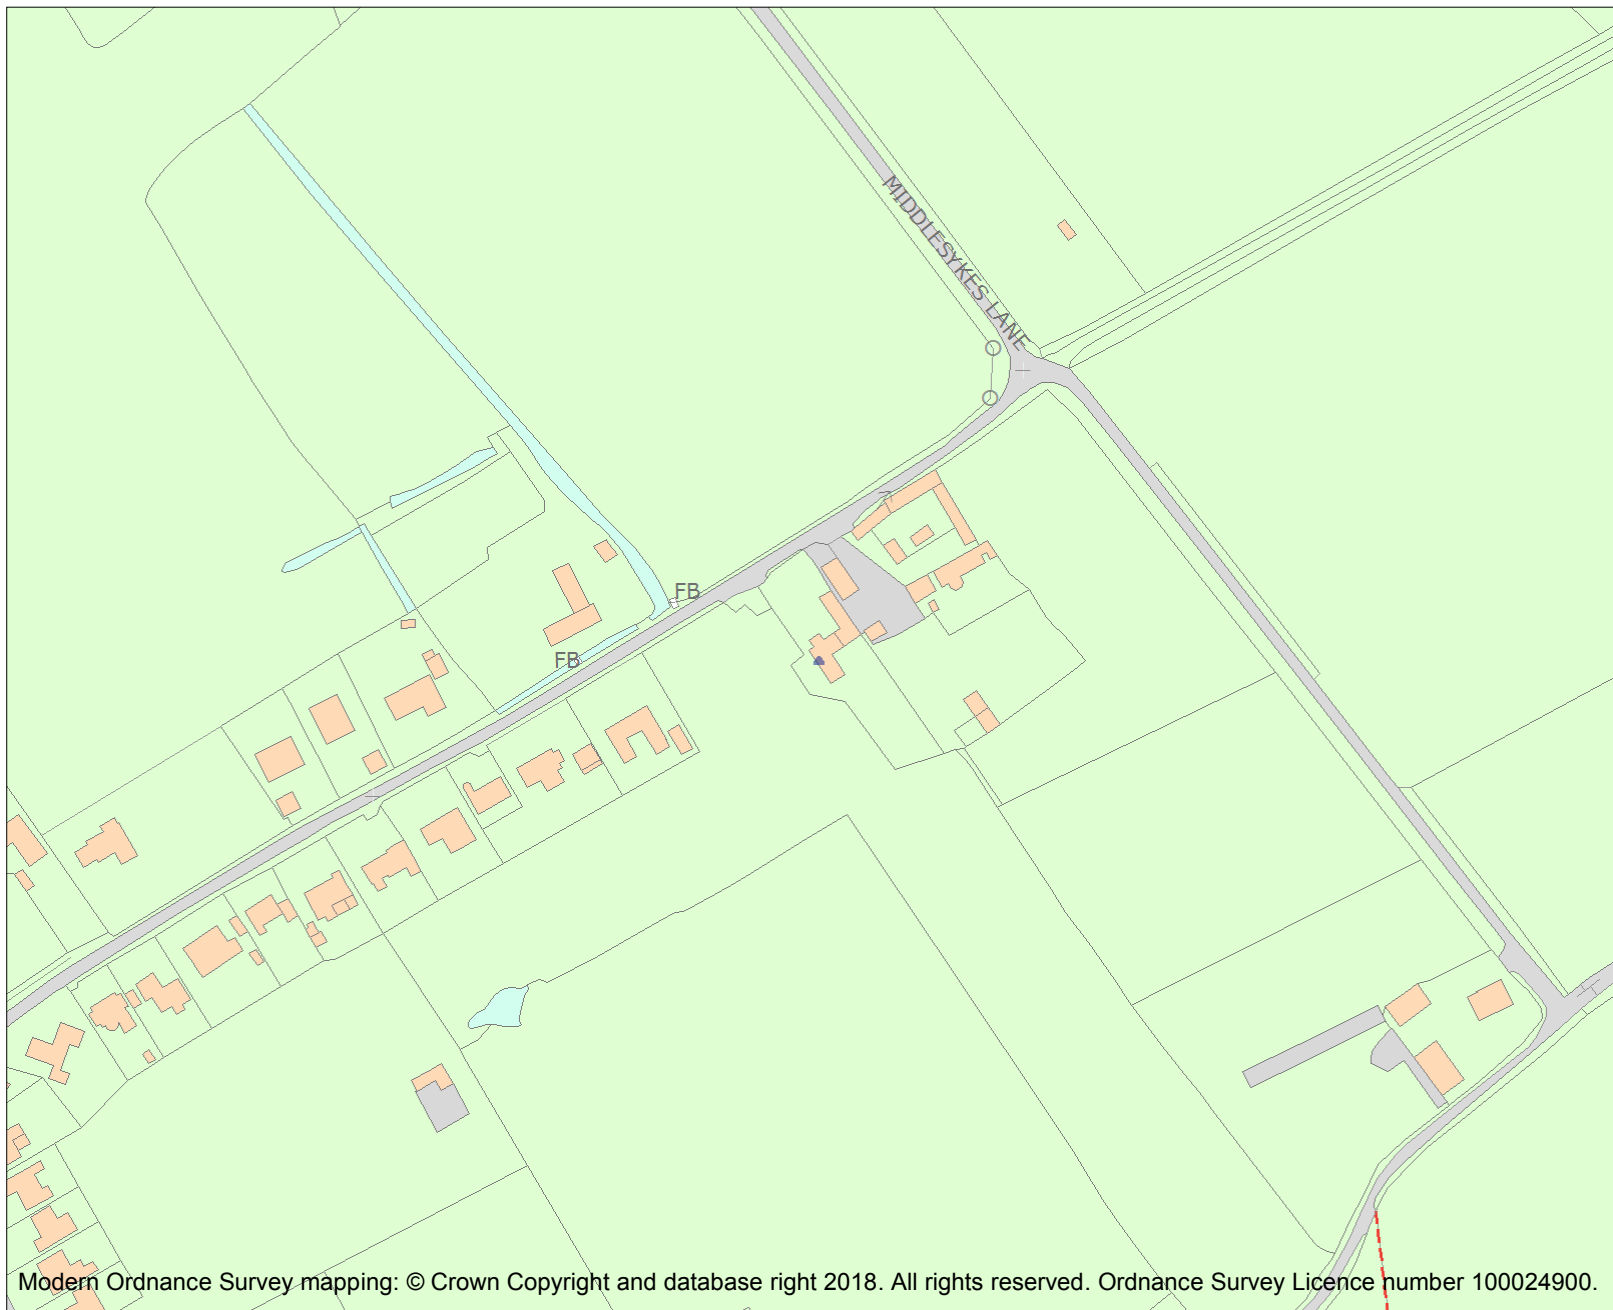 MIDDLESYKES LANE
FB
FB
Modern Ordnance Survey mapping: © Crown Copyright and database right 2018. All rights reserved. Ordnance Survey Licence number 100024900.